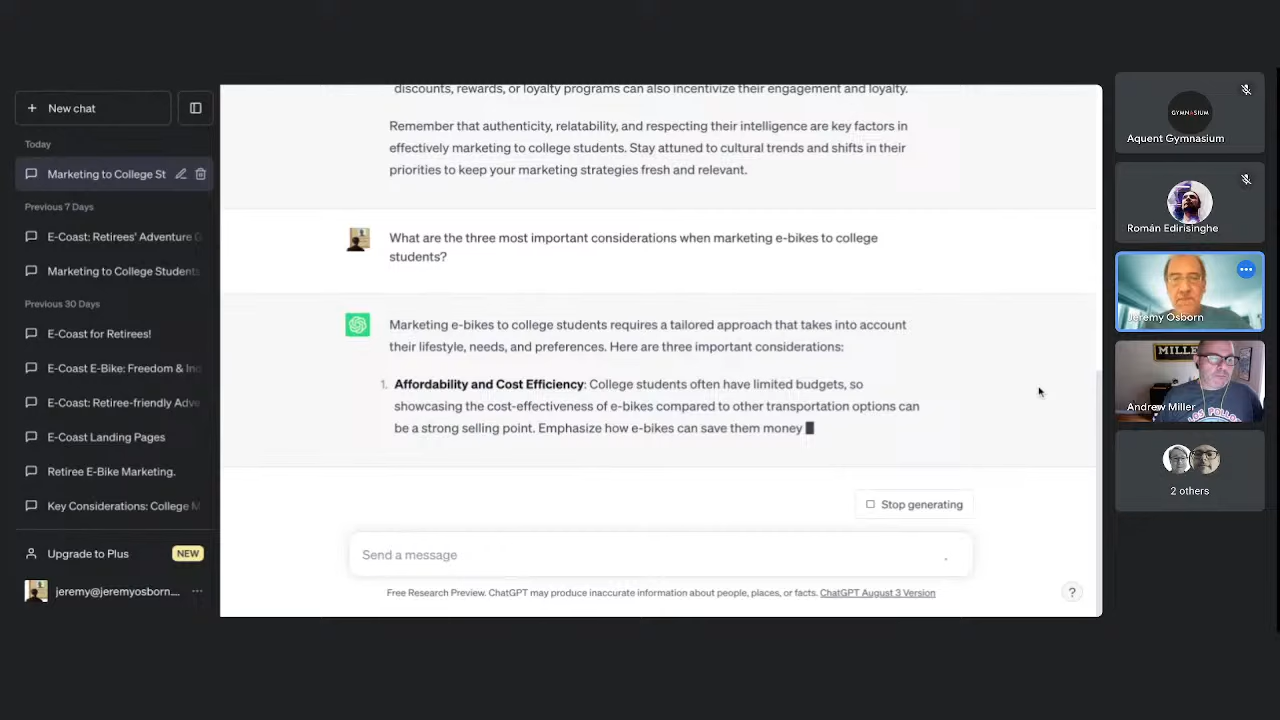 New chat
Today
Marketing to College St
Previous 7 Days
E-Coast: Retirees' Adventure G
Marketing to College Students
Previous 30 Days
E-Coast for Retirees!
E-Coast E-Bike: Freedom & Ind
E-Coast: Retiree-friendly Adve
E-Coast Landing Pages
Retiree E-Bike Marketing.
Key Considerations: College M
Upgrade to Plus
NEW
jeremy@jeremyosborn....
discounts, rewards, or loyalty programs can also incentivize their engagement and loyalty.
Remember that authenticity, relatability, and respecting their intelligence are key factors in
effectively marketing to college students. Stay attuned to cultural trends and shifts in their
priorities to keep your marketing strategies fresh and relevant.
What are the three most important considerations when marketing e-bikes to college
students?
Marketing e-bikes to college students requires a tailored approach that takes into account
their lifestyle, needs, and preferences. Here are three important considerations:
1. Affordability and Cost Efficiency: College students often have limited budgets, so
showcasing the cost-effectiveness of e-bikes compared to other transportation options can
be a strong selling point. Emphasize how e-bikes can save them money
Stop generating
Send a message
Free Research Preview. ChatGPT may produce inaccurate information about people, places, or facts. ChatGPT August 3 Version
?
GYMNASIUM
Aquent Gymnasium
Román Edirisinghe
Jeremy Osborn
MILLE
Andrew Miller
2 others